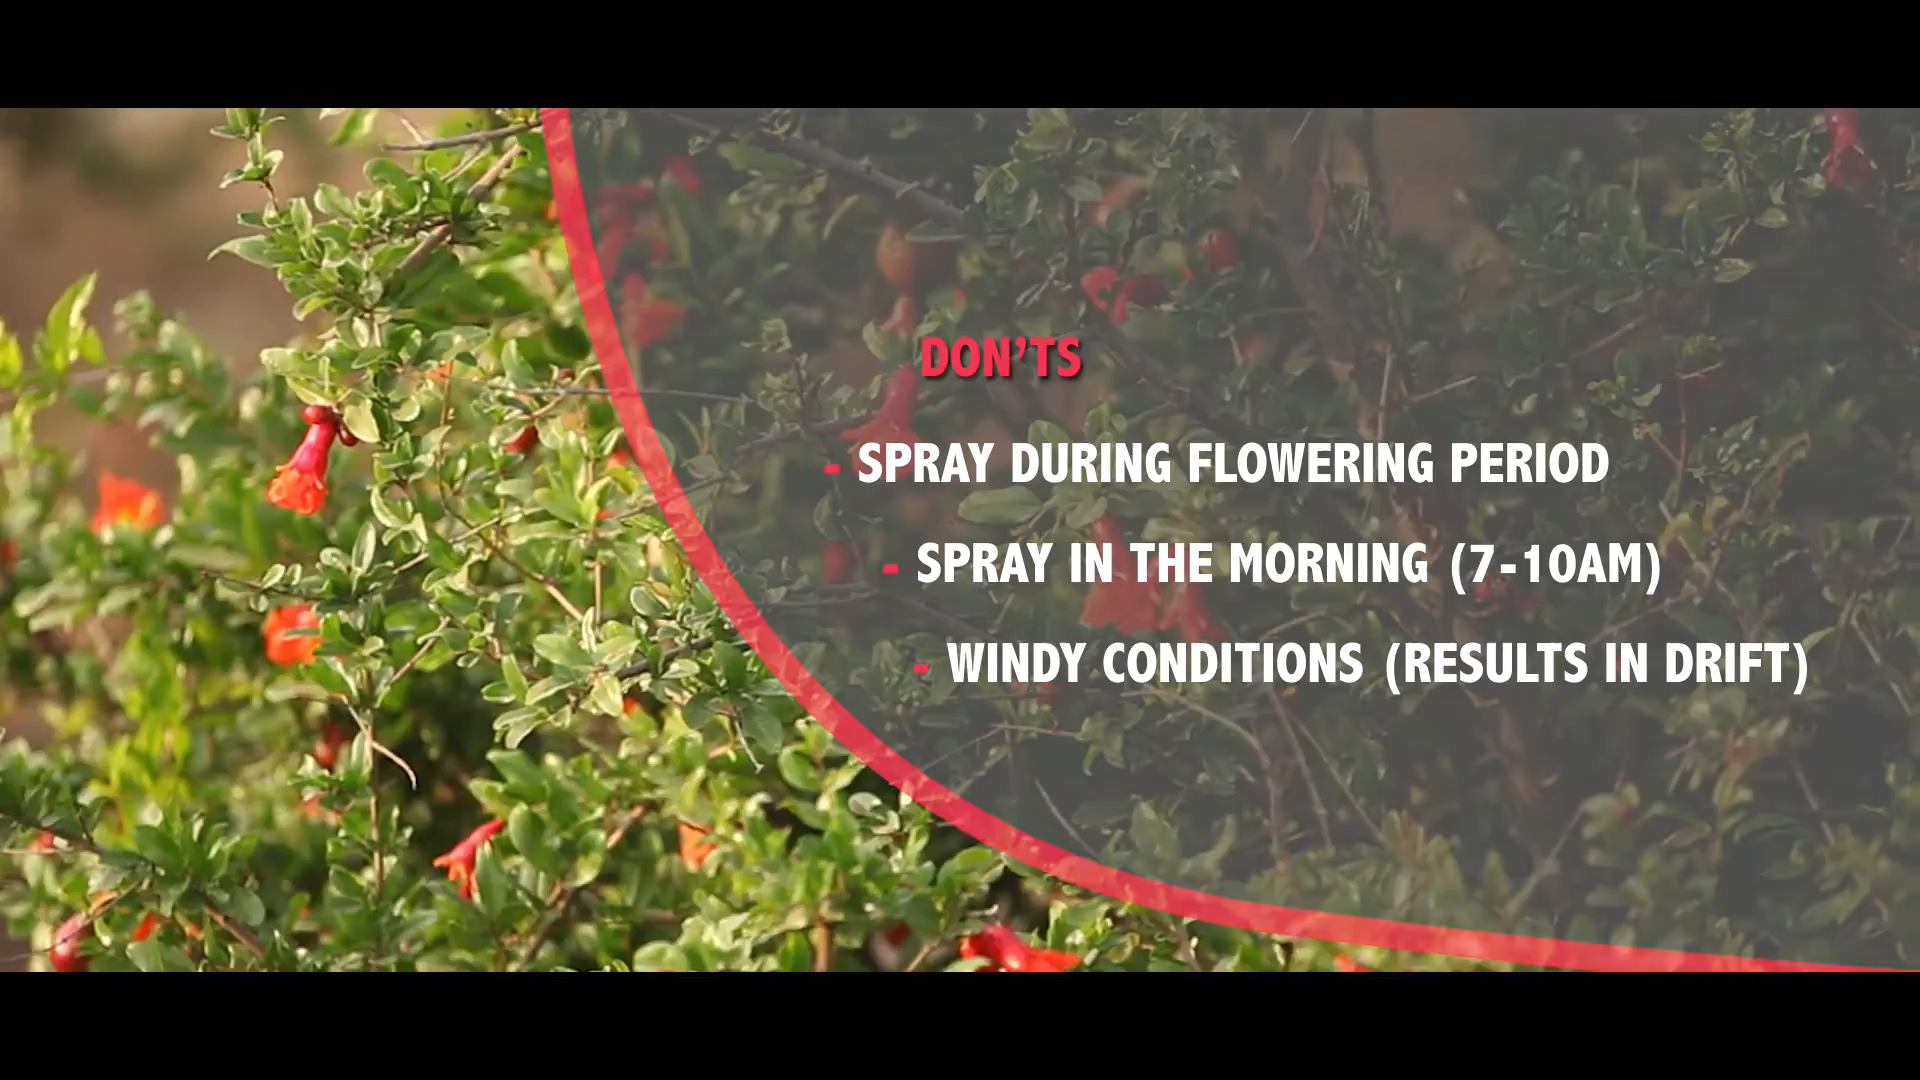 DON'TS
- SPRAY DURING FLOWERING PERIOD
- SPRAY IN THE MORNING (7-10AM)
- WINDY CONDITIONS (RESULTS IN DRIFT)